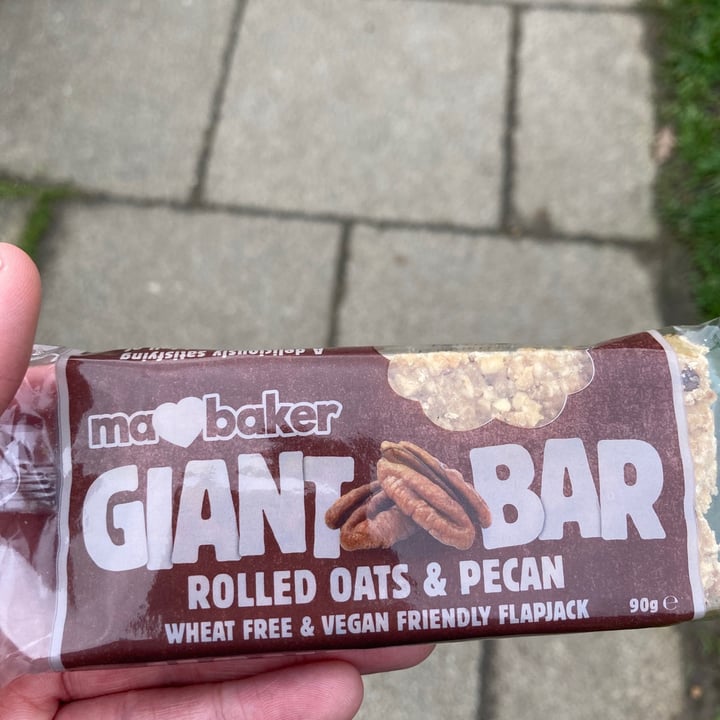 A deliciously satisfying
ma baker
GIANT BAR
ROLLED OATS & PECAN
WHEAT FREE & VEGAN FRIENDLY FLAPJACK
90g ℮